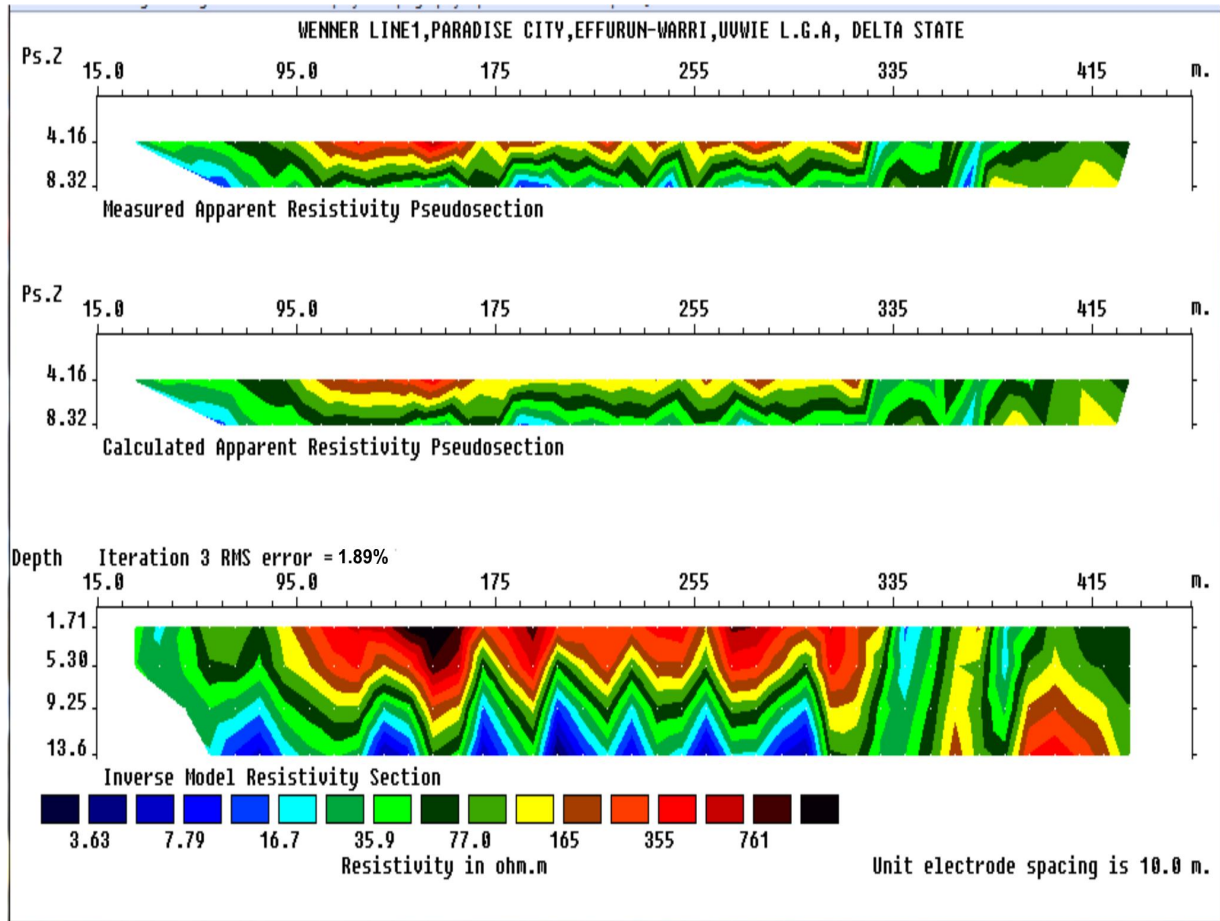 WENNER LINE1,PARADISE CITY,EFFURUN-WARRI,UVWIE L.G.A, DELTA STATE
Ps.Z
15.0 95.0 175 255 335 415 m.
4.16
8.32
Measured Apparent Resistivity Pseudosection
Ps.Z
15.0 95.0 175 255 335 415 m.
4.16
8.32
Calculated Apparent Resistivity Pseudosection
Depth Iteration 3 RMS error = 1.89%
15.0 95.0 175 255 335 415 m.
1.71
5.30
9.25
13.6
Inverse Model Resistivity Section
3.63 7.79 16.7 35.9 77.0 165 355 761
Resistivity in ohm.m Unit electrode spacing is 10.0 m.